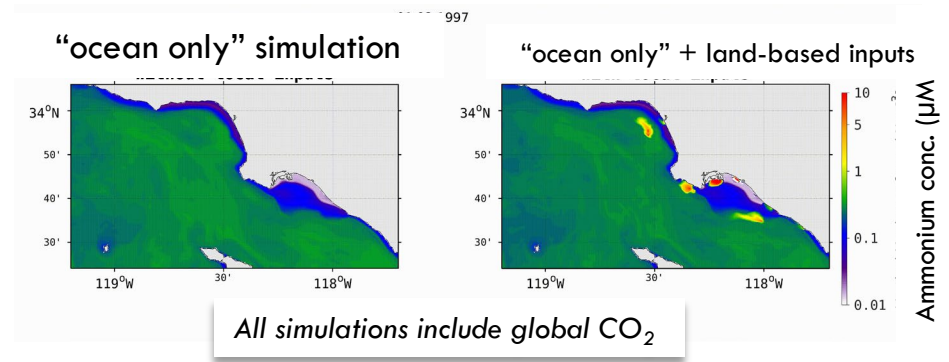 997
“ocean only” simulation
“ocean only” + land-based inputs
34°N
50'
40'
30'
119°W
30'
118°W
34°N
50'
40'
30'
119°W
30'
118°W
10
5
1
0.1
0.01
Ammonium conc. (µM
All simulations include global CO₂